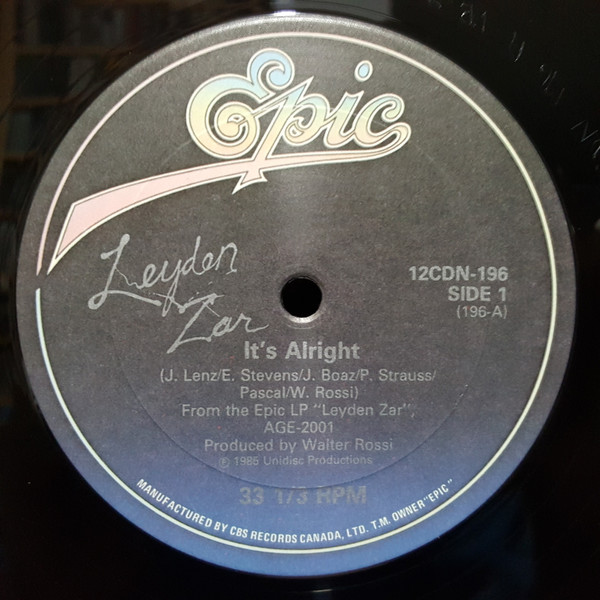 Epic
Leyden
Zar
12CDN-196
SIDE 1
(196-A)
It's Alright
(J. Lenz/E. Stevens/J. Boaz/P. Strauss/
Pascal/W. Rossi)
From the Epic LP "Leyden Zar",
AGE-2001
Produced by Walter Rossi
℗ 1986 Unidisc Productions
33 1/3 RPM
MANUFACTURED BY CBS RECORDS CANADA, LTD. T.M. OWNER "EPIC"